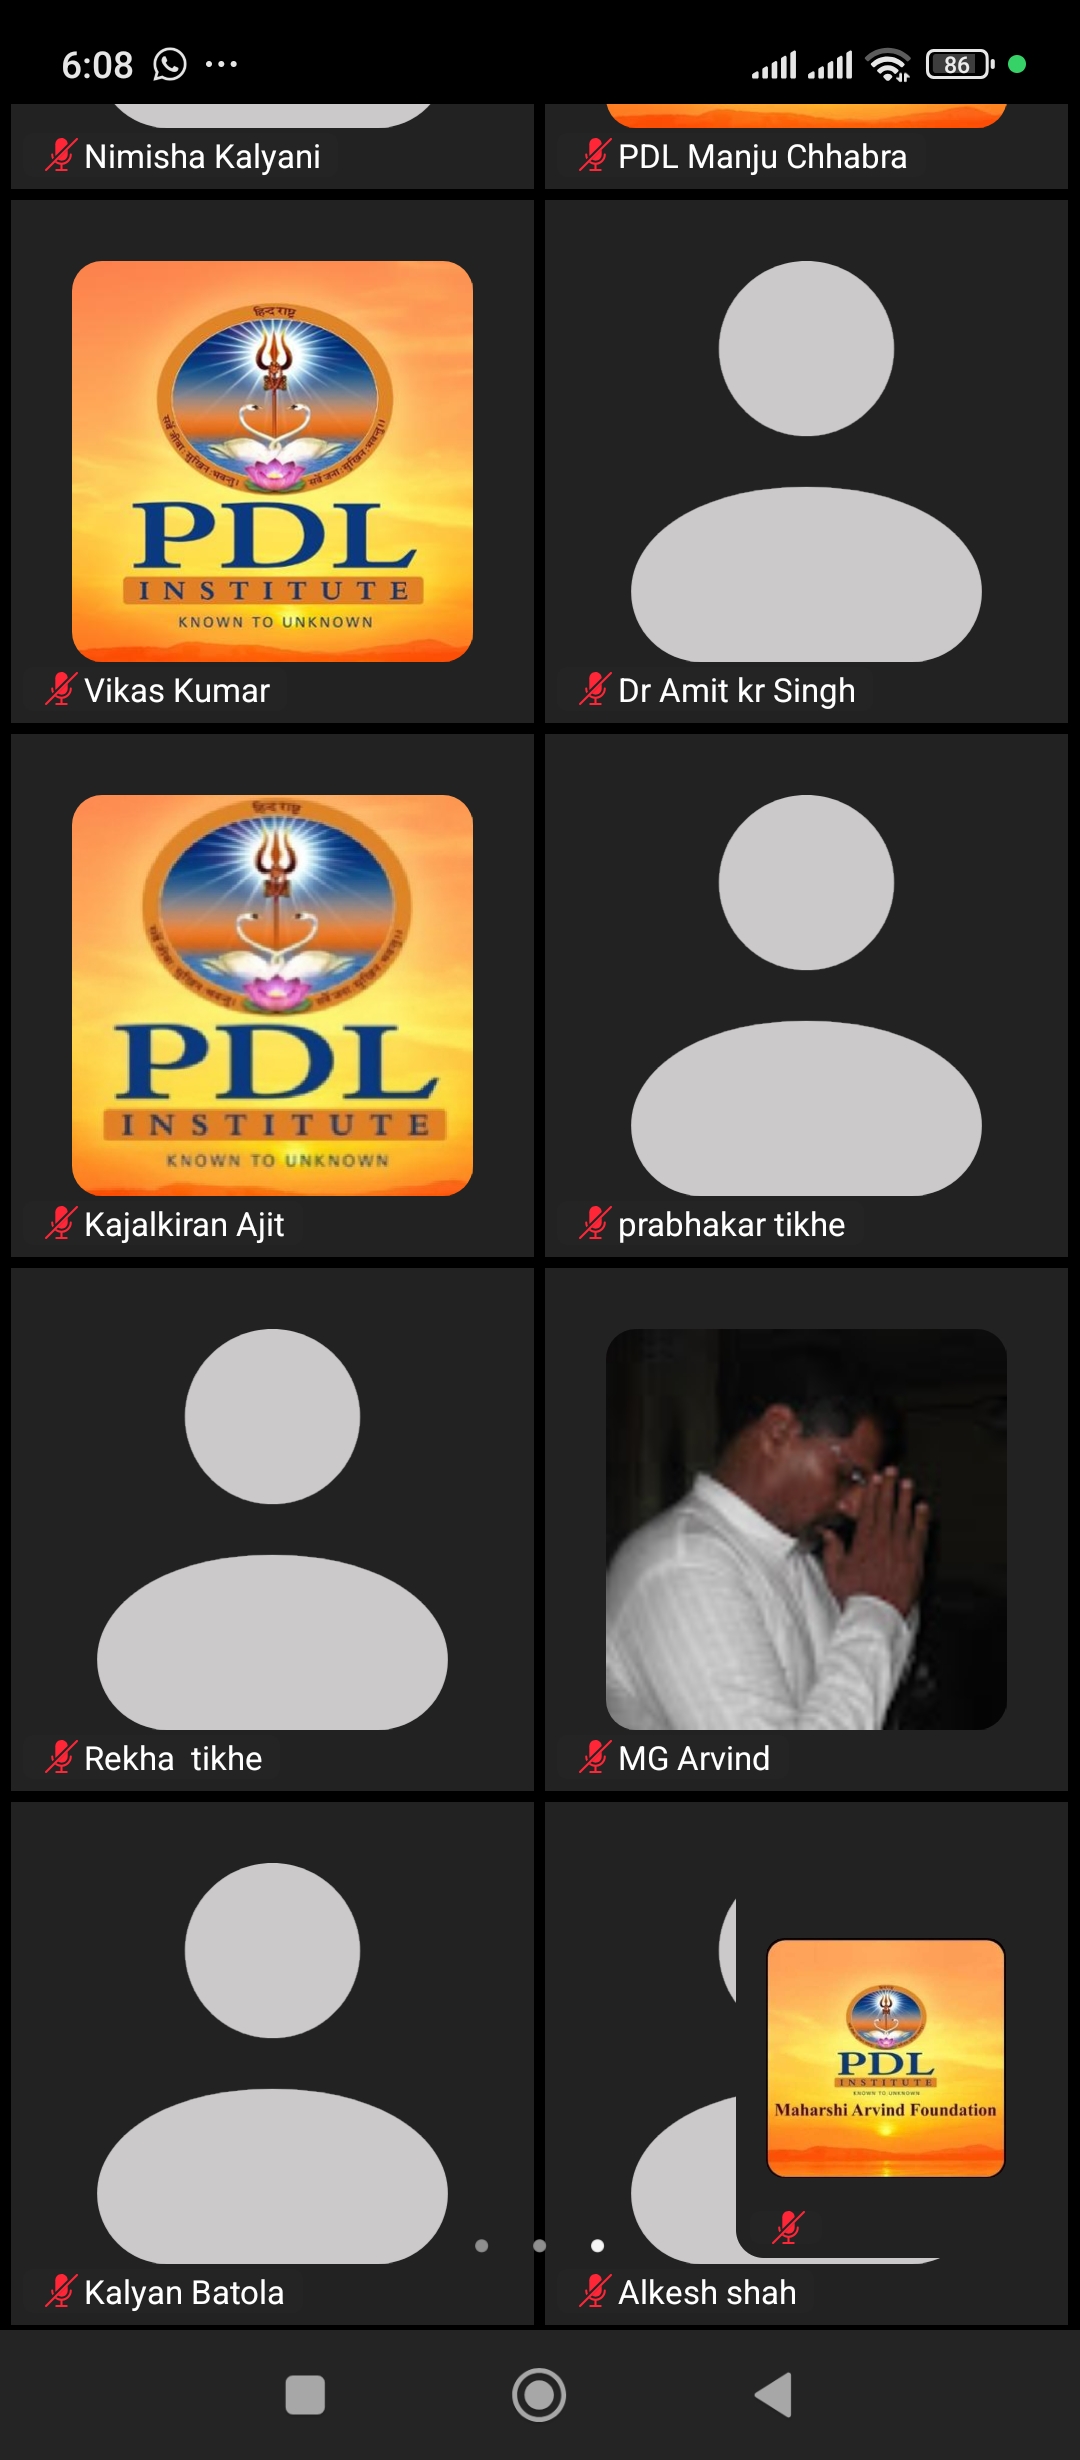 6:08
86
Nimisha Kalyani
PDL Manju Chhabra
हिन्द राष्ट्र
PDL
INSTITUTE
KNOWN TO UNKNOWN
Vikas Kumar
Dr Amit kr Singh
हिन्द राष्ट्र
PDL
INSTITUTE
KNOWN TO UNKNOWN
Kajalkiran Ajit
prabhakar tikhe
Rekha tikhe
MG Arvind
PDL
INSTITUTE
KNOWN TO UNKNOWN
Maharshi Arvind Foundation
Kalyan Batola
Alkesh shah